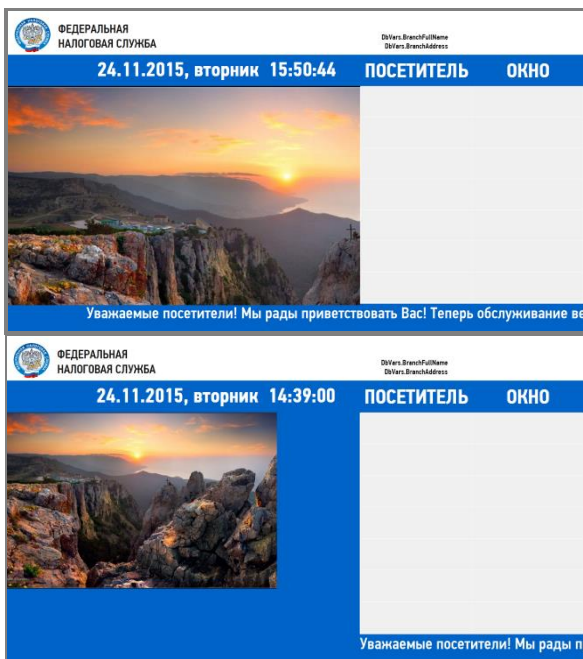 ФЕДЕРАЛЬНАЯ
НАЛОГОВАЯ СЛУЖБА
DbVars.BranchFullName
DbVars.BranchAddress
24.11.2015, вторник 15:50:44 ПОСЕТИТЕЛЬ ОКНО
Уважаемые посетители! Мы рады приветствовать Вас! Теперь обслуживание ве
ФЕДЕРАЛЬНАЯ
НАЛОГОВАЯ СЛУЖБА
DbVars.BranchFullName
DbVars.BranchAddress
24.11.2015, вторник 14:39:00 ПОСЕТИТЕЛЬ ОКНО
Уважаемые посетители! Мы рады п